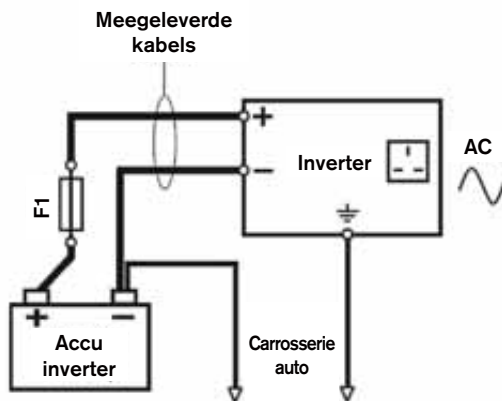 Meegeleverde
kabels
+
Inverter
AC
−
F1
+ −
Accu
inverter
Carrosserie
auto